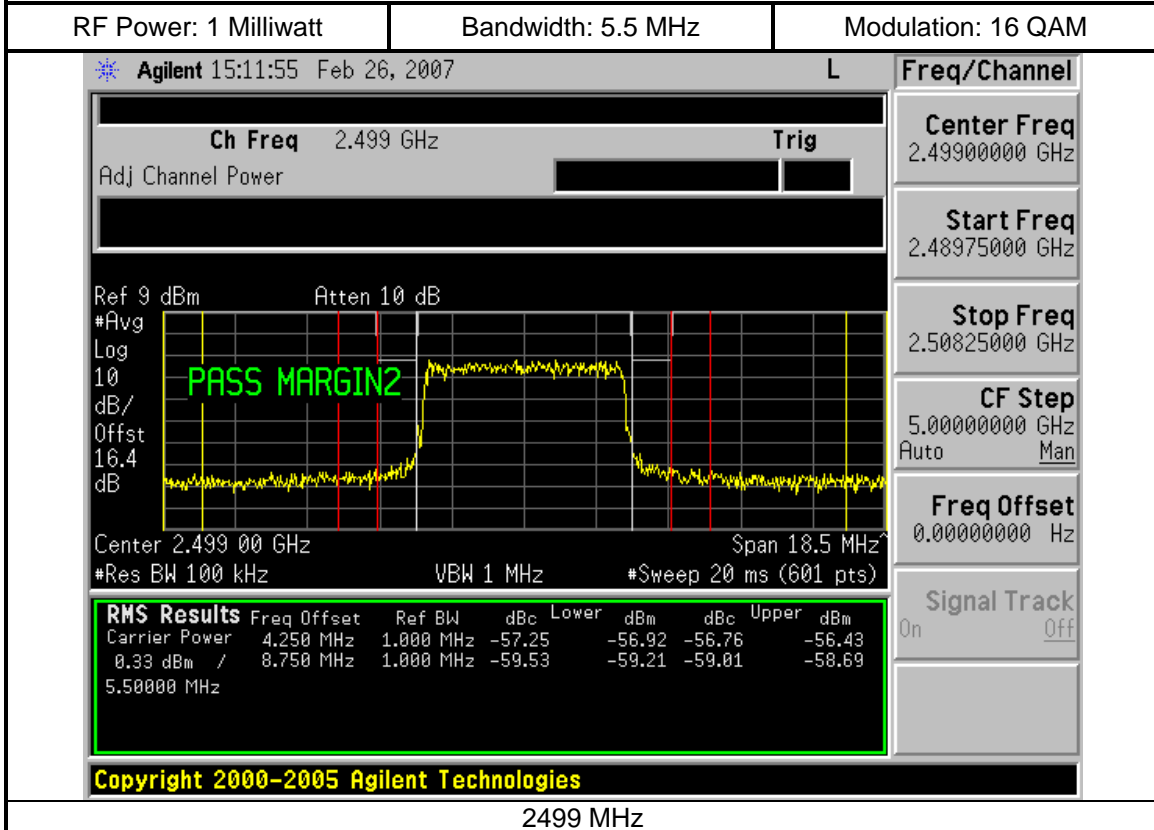 RF Power: 1 Milliwatt Bandwidth: 5.5 MHz Modulation: 16 QAM
Agilent 15:11:55 Feb 26, 2007 L Freq/Channel
Ch Freq 2.499 GHz Trig
Adj Channel Power
Center Freq
2.49900000 GHz
Start Freq
2.48975000 GHz
Stop Freq
2.50825000 GHz
CF Step
5.00000000 GHz
Auto Man
Freq Offset
0.00000000 Hz
Signal Track
On Off
Ref 9 dBm Atten 10 dB
#Avg
Log
10
dB/
Offst
16.4
dB
PASS MARGIN2
Center 2.499 00 GHz Span 18.5 MHz^
#Res BW 100 kHz VBW 1 MHz #Sweep 20 ms (601 pts)
RMS Results Freq Offset Ref BW dBc Lower dBm dBc Upper dBm
Carrier Power 4.250 MHz 1.000 MHz -57.25 -56.92 -56.76 -56.43
0.33 dBm / 8.750 MHz 1.000 MHz -59.53 -59.21 -59.01 -58.69
5.50000 MHz
Copyright 2000-2005 Agilent Technologies
2499 MHz